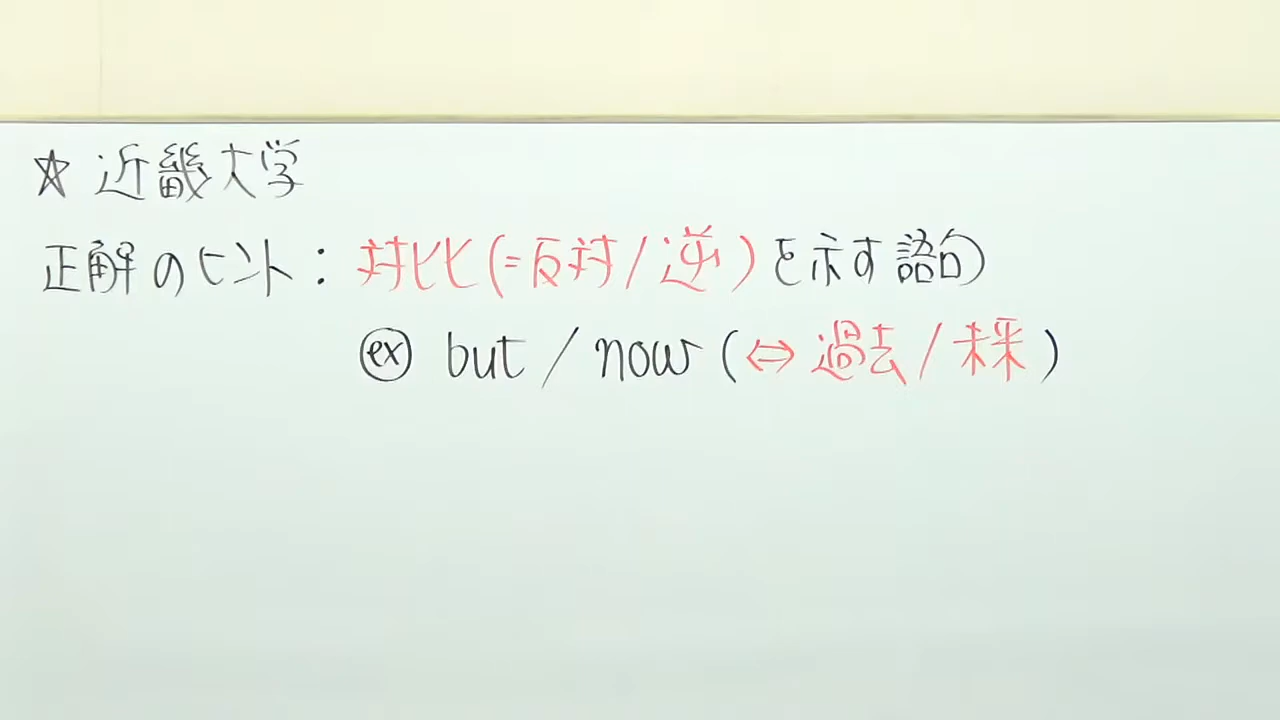 ☆ 近畿大学
正解のヒント：対比(=反対/逆)を示す語句
ex but / now (⇔ 過去/未来)